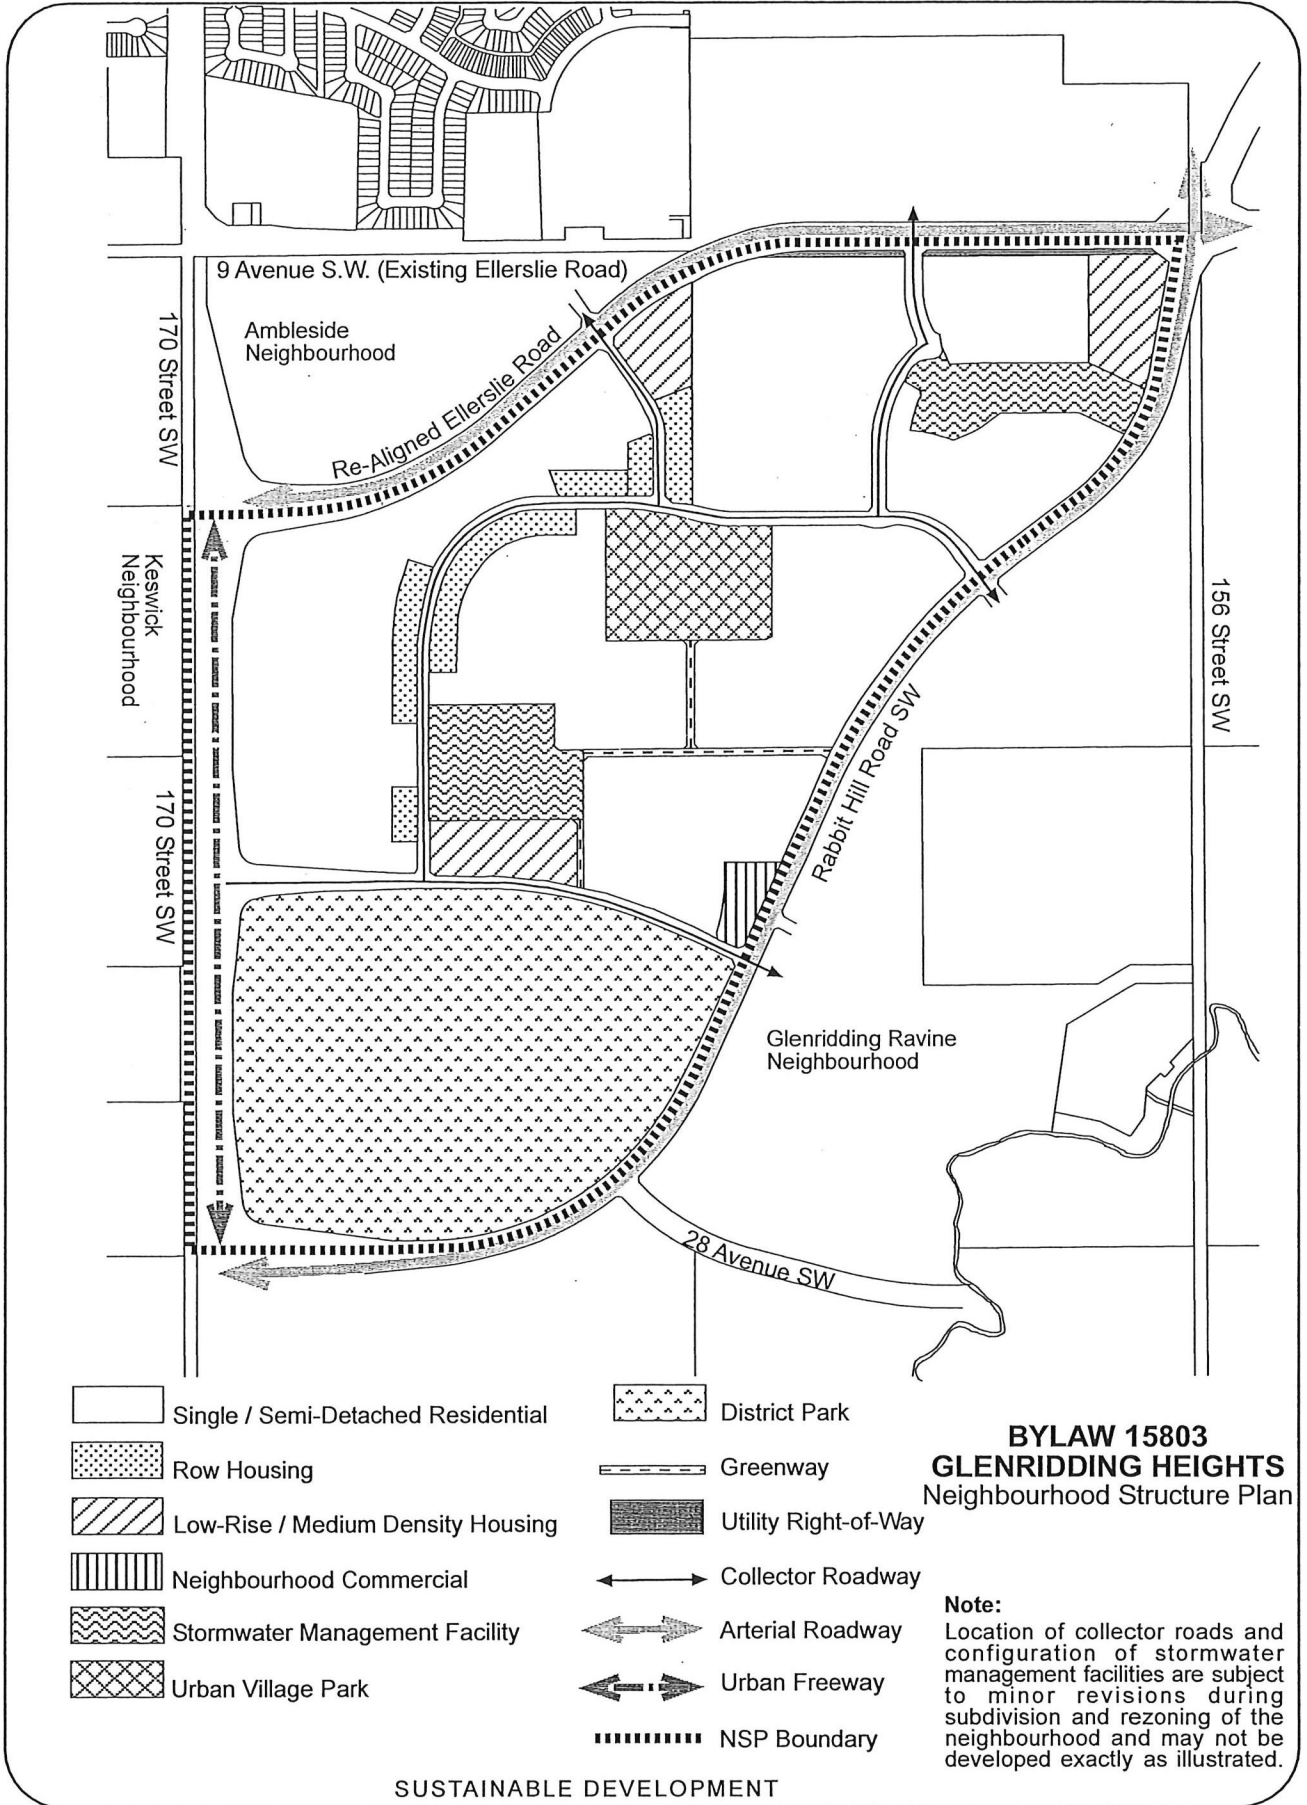 9 Avenue S.W. (Existing Ellerslie Road)
170 Street SW
Ambleside
Neighbourhood
Re-Aligned Ellerslie Road
Keswick
Neighbourhood
156 Street SW
Rabbit Hill Road SW
170 Street SW
Glenridding Ravine
Neighbourhood
28 Avenue SW
Single / Semi-Detached Residential
Row Housing
Low-Rise / Medium Density Housing
Neighbourhood Commercial
Stormwater Management Facility
Urban Village Park
District Park
Greenway
Utility Right-of-Way
Collector Roadway
Arterial Roadway
Urban Freeway
NSP Boundary
BYLAW 15803
GLENRIDDING HEIGHTS
Neighbourhood Structure Plan
Note:
Location of collector roads and
configuration of stormwater
management facilities are subject
to minor revisions during
subdivision and rezoning of the
neighbourhood and may not be
developed exactly as illustrated.
SUSTAINABLE DEVELOPMENT